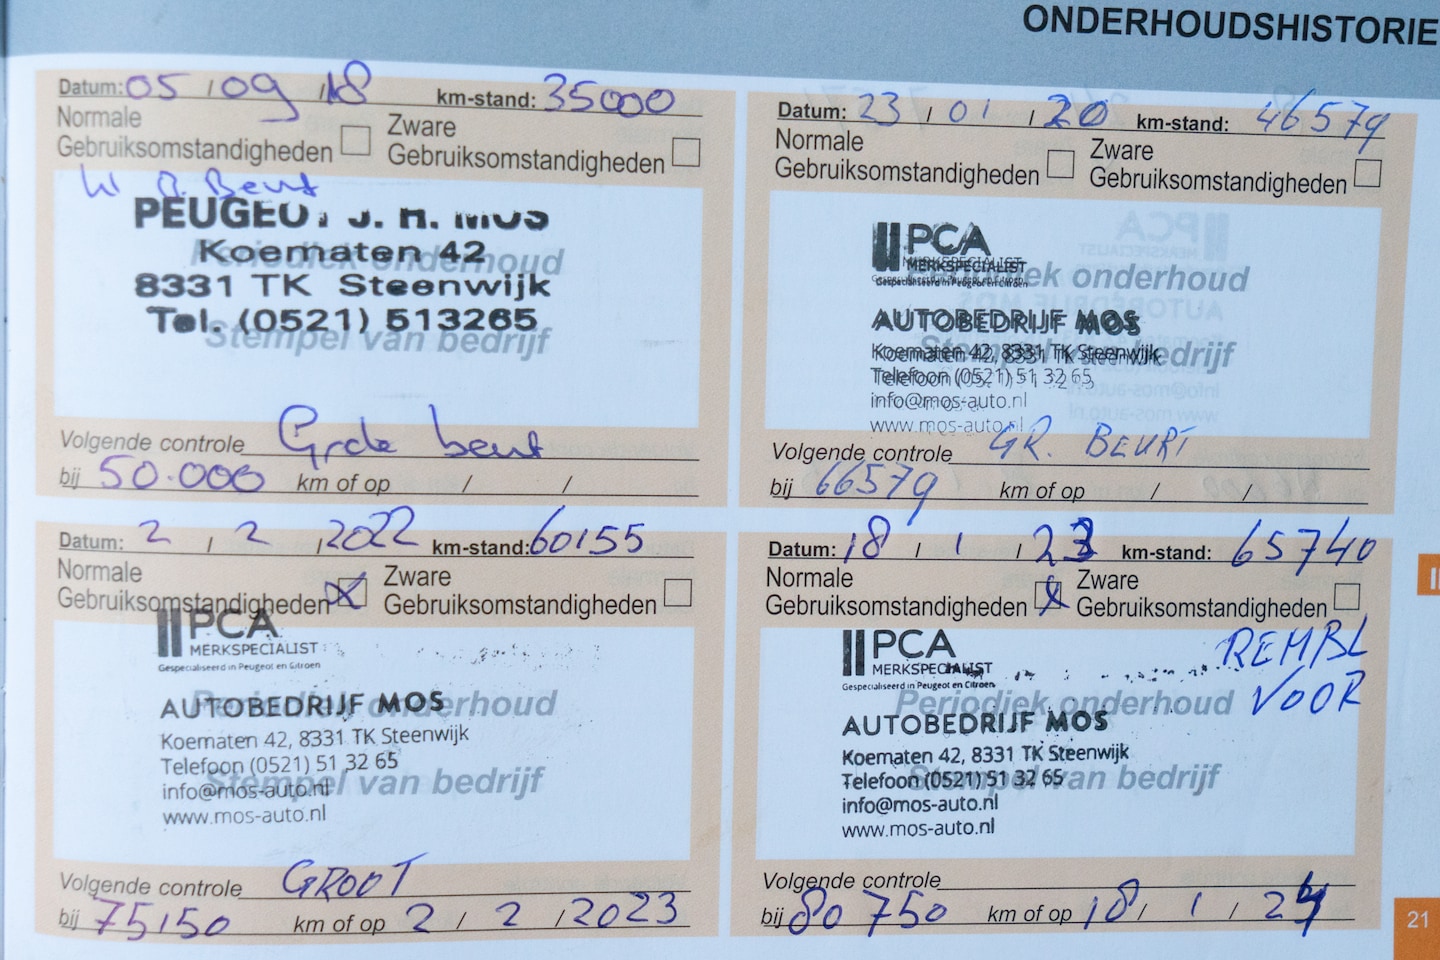 ONDERHOUDSHISTORIE
Datum: 05 / 09 / 18 km-stand: 35000
Normale Gebruiksomstandigheden
Zware Gebruiksomstandigheden
Beurt
PEUGEOT J. H. MOS
Koematen 42
8331 TK Steenwijk
Tel. (0521) 513265
Periodiek onderhoud
Stempel van bedrijf
Volgende controle Grote beurt
bij 50.000 km of op / /
Datum: 23 / 01 / 20 km-stand: 46579
Normale Gebruiksomstandigheden
Zware Gebruiksomstandigheden
PCA
MERKSPECIALIST
Gespecialiseerd in Peugeot en Citroen
Periodiek onderhoud
AUTOBEDRIJF MOS
Koematen 42, 8331 TK Steenwijk
Stempel van bedrijf
Telefoon (0521) 51 32 65
info@mos-auto.nl
www.mos-auto.nl
Volgende controle GR. BEURT
bij 66579 km of op / /
Datum: 2 / 2 / 2022 km-stand: 60155
Normale Gebruiksomstandigheden
Zware Gebruiksomstandigheden
PCA
MERKSPECIALIST
Gespecialiseerd in Peugeot en Citroen
Periodiek onderhoud
AUTOBEDRIJF MOS
Koematen 42, 8331 TK Steenwijk
Telefoon (0521) 51 32 65
Stempel van bedrijf
info@mos-auto.nl
www.mos-auto.nl
Volgende controle GROOT
bij 75150 km of op 2 / 2 / 2023
Datum: 18 / 1 / 23 km-stand: 65740
Normale Gebruiksomstandigheden
Zware Gebruiksomstandigheden
PCA
MERKSPECIALIST
Gespecialiseerd in Peugeot en Citroen
REMBL
VOOR
Periodiek onderhoud
AUTOBEDRIJF MOS
Koematen 42, 8331 TK Steenwijk
Telefoon (0521) 51 32 65
Stempel van bedrijf
info@mos-auto.nl
www.mos-auto.nl
Volgende controle
bij 80750 km of op 18 / 1 / 24
21